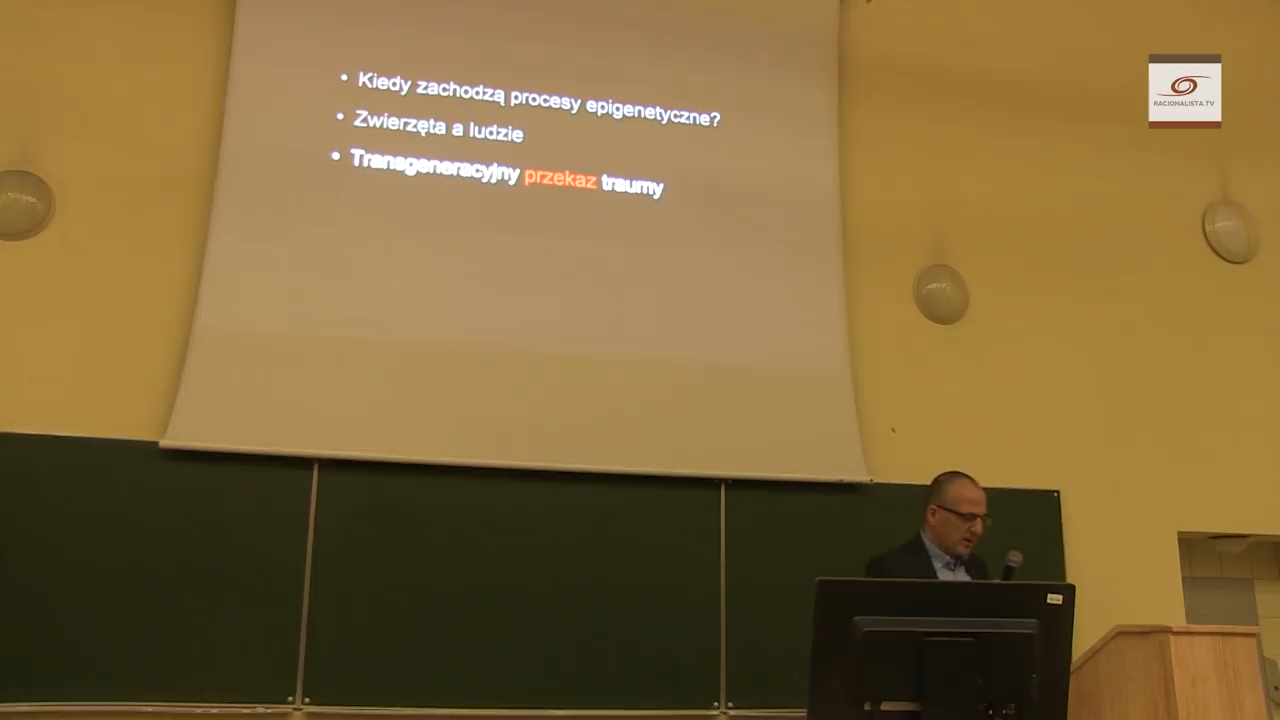 • Kiedy zachodzą procesy epigenetyczne?
• Zwierzęta a ludzie
• Transgeneracyjny przekaz traumy
RACJONALISTA.TV